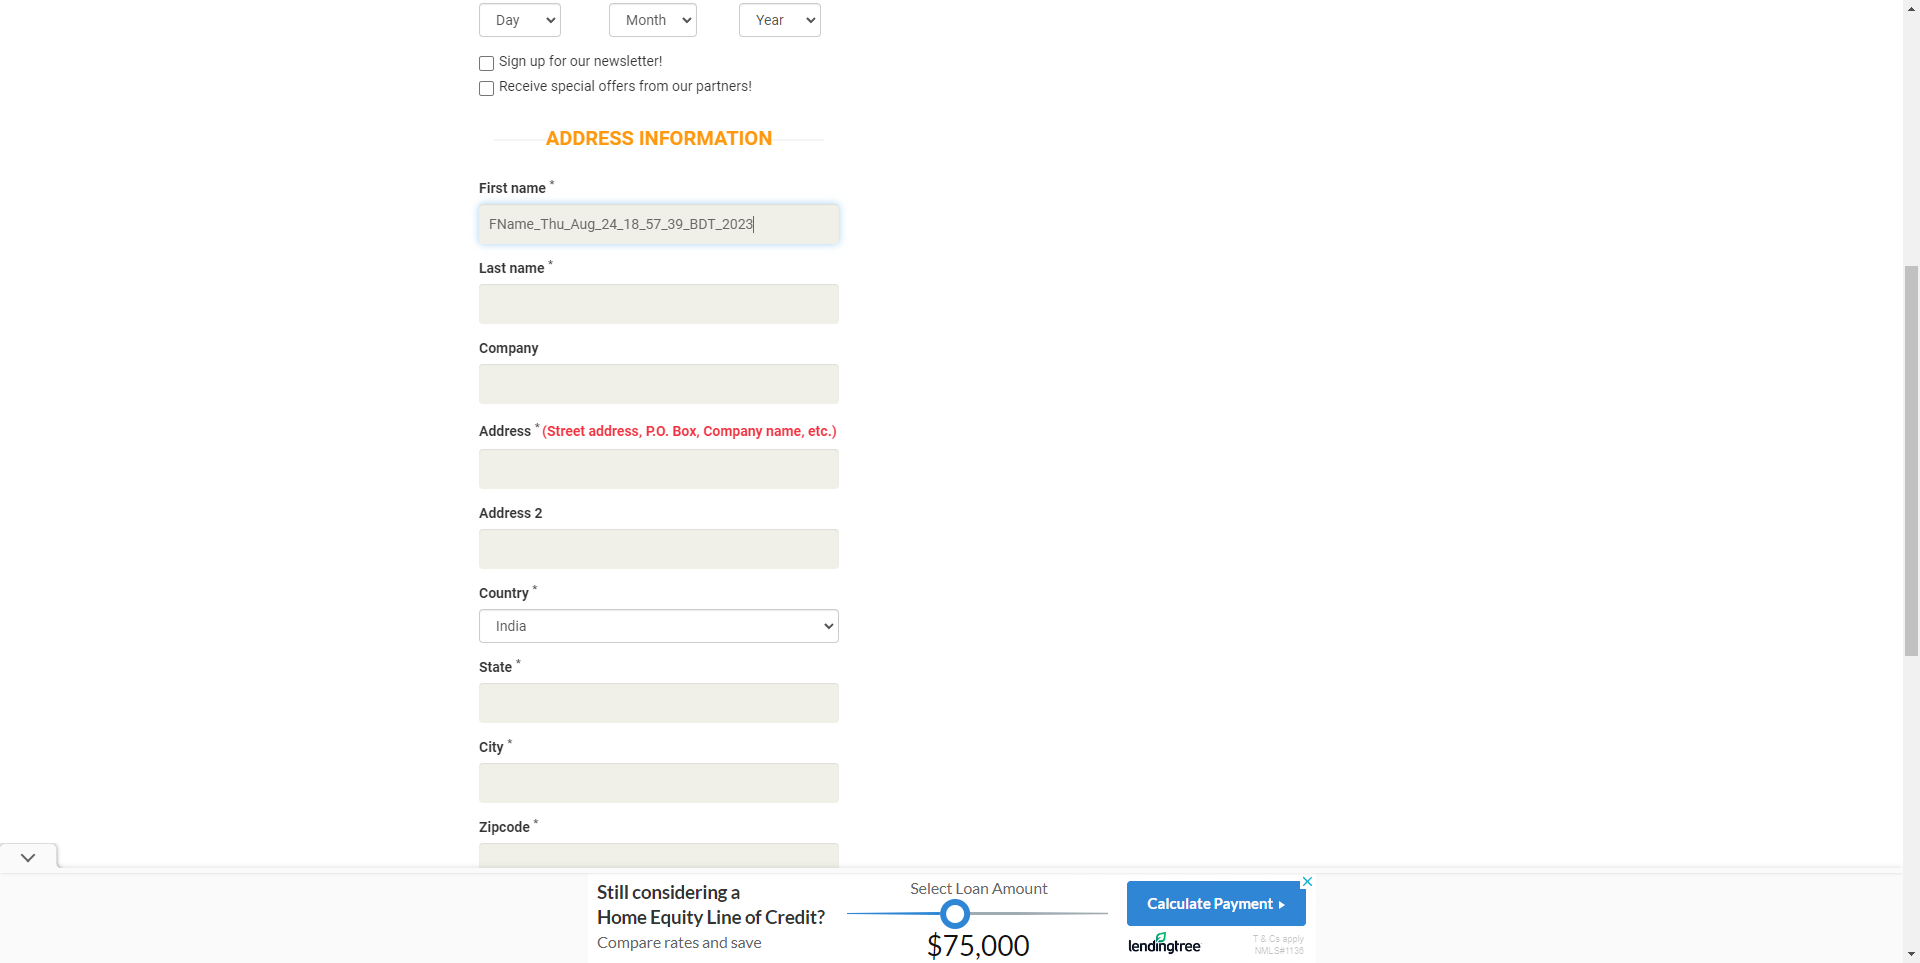 Day Month Year
Sign up for our newsletter!
Receive special offers from our partners!
ADDRESS INFORMATION
First name *
FName_Thu_Aug_24_18_57_39_BDT_2023
Last name *
Company
Address * (Street address, P.O. Box, Company name, etc.)
Address 2
Country *
India
State *
City *
Zipcode *
Still considering a
Home Equity Line of Credit?
Compare rates and save
Select Loan Amount
$75,000
Calculate Payment
lendingtree
T & Cs apply
NMLS#1136